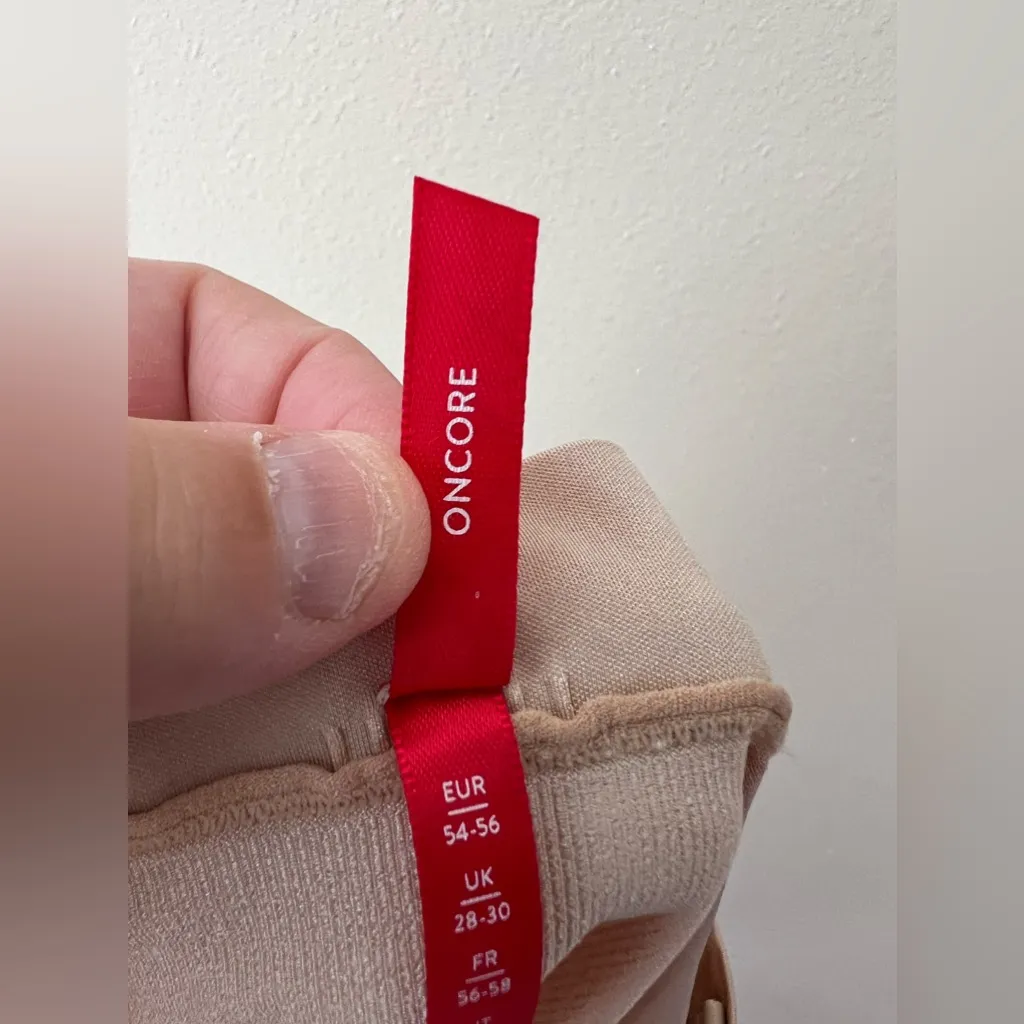 ONCORE
EUR
54-56
UK
28-30
FR
56-58